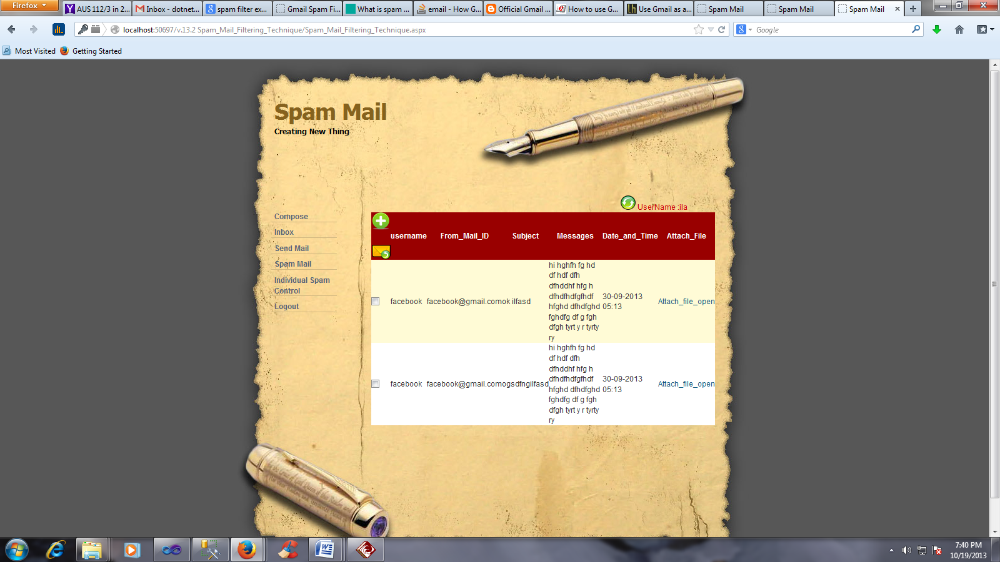 Firefox
AUS 112/3 in 2...
Inbox - dotnet...
spam filter ex...
Gmail Spam Fi...
What is spam ...
email - How G...
Official Gmail ...
How to use G...
Use Gmail as a...
Spam Mail
Spam Mail
Spam Mail
localhost:50697/v.13.2 Spam_Mail_Filtering_Technique/Spam_Mail_Filtering_Technique.aspx
Google
Most Visited
Getting Started
Spam Mail
Creating New Thing
UserName :ila
Compose
Inbox
Send Mail
Spam Mail
Individual Spam
Control
Logout
username From_Mail_ID Subject Messages Date_and_Time Attach_File
facebook facebook@gmail.comok ilfasd
hi hghfh fg hd
df hdf dfh
dfhddhf hfg h
dfhdfhdfgfhdf
hfghd dfhdfghd
fghdfg df g fgh
dfgh tyrt y r tyrty
ry
30-09-2013
05:13
Attach_file_open
facebook facebook@gmail.comogsdfngilfasd
hi hghfh fg hd
df hdf dfh
dfhddhf hfg h
dfhdfhdfgfhdf
hfghd dfhdfghd
fghdfg df g fgh
dfgh tyrt y r tyrty
ry
30-09-2013
05:13
Attach_file_open
7:40 PM
10/19/2013